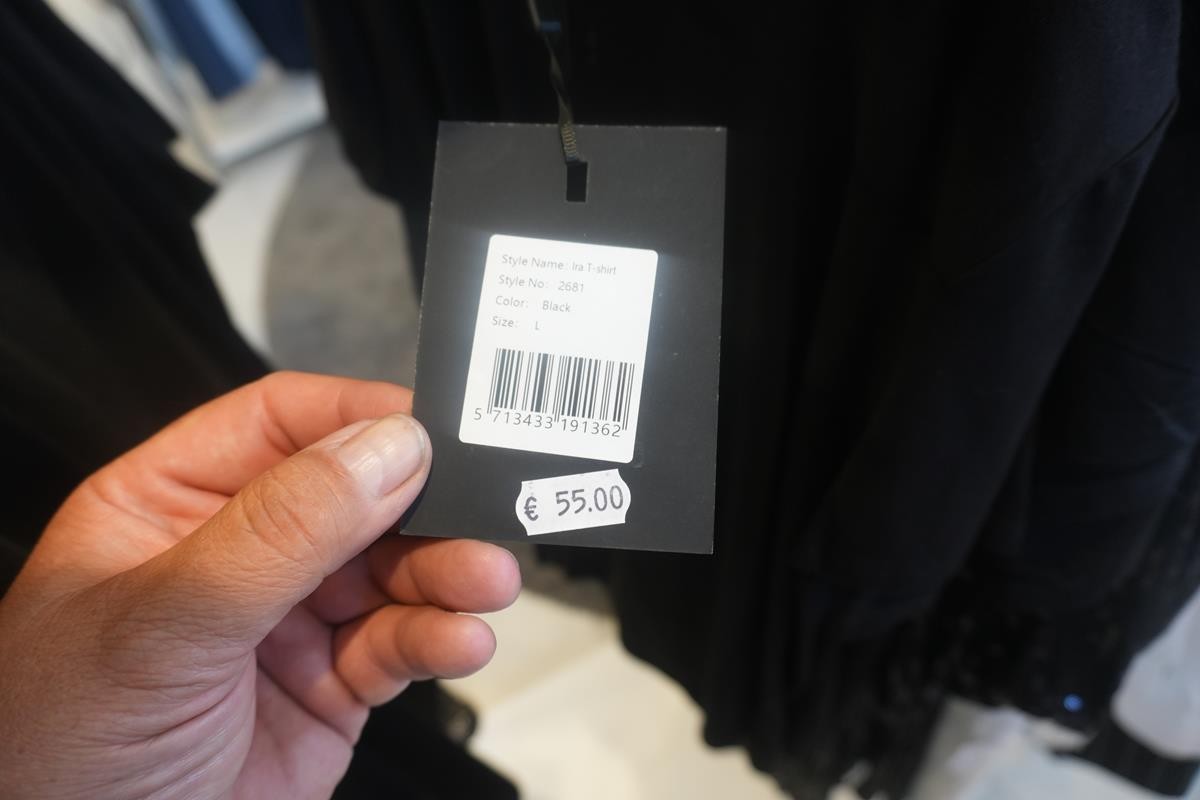 Style Name: Ira T-shirt
Style No: 2681
Color: Black
Size: L
5 713433 191362
€ 55.00